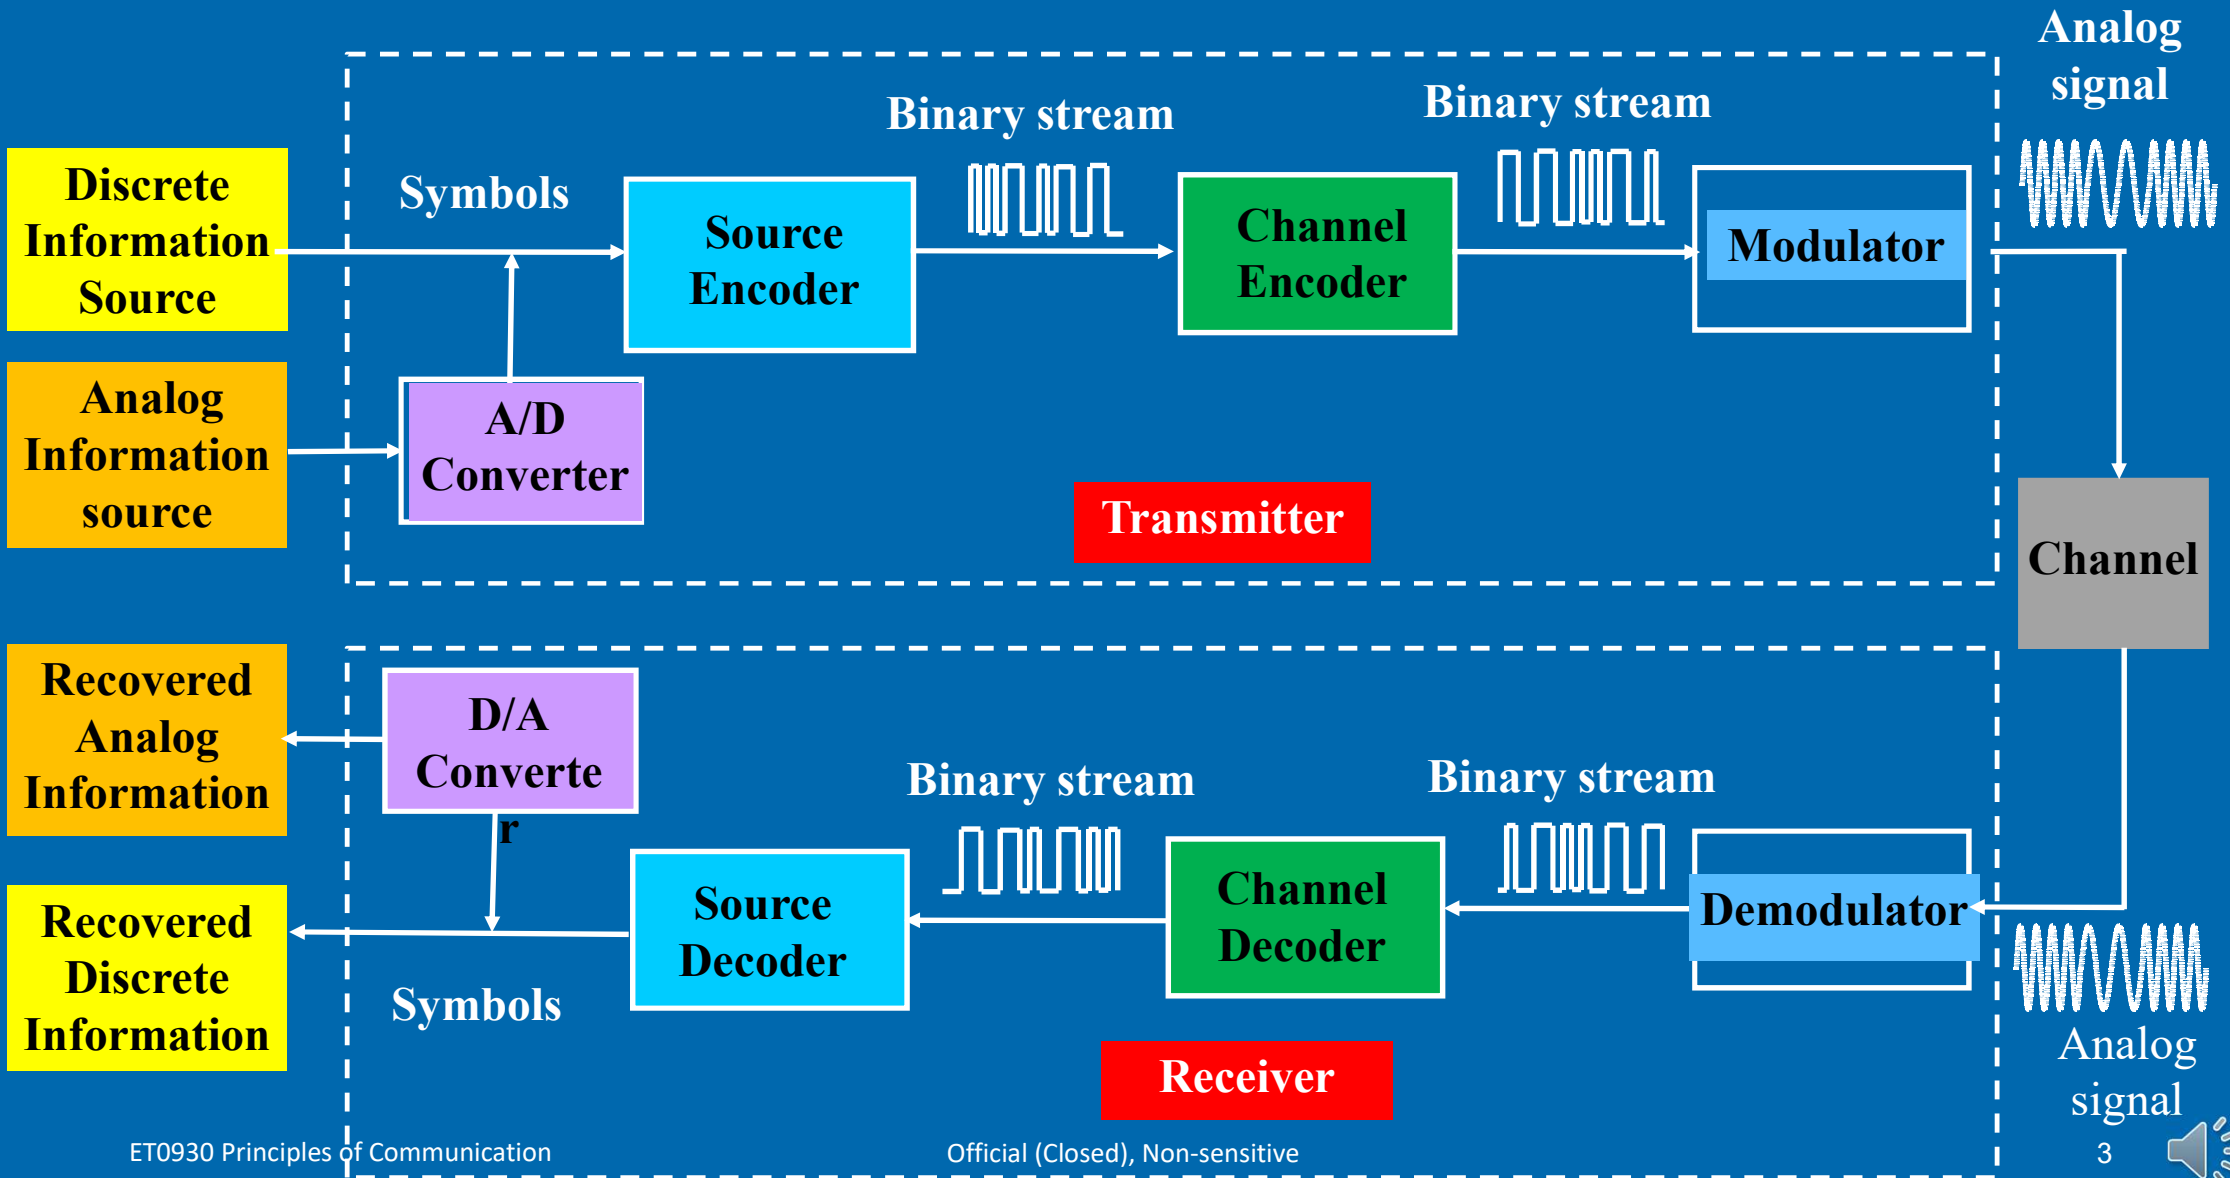 Analog
signal
Binary stream
Binary stream
Discrete
Information
Source
Symbols
Source
Encoder
Channel
Encoder
Modulator
Analog
Information
source
A/D
Converter
Transmitter
Channel
Recovered
Analog
Information
D/A
Converte
r
Binary stream
Binary stream
Recovered
Discrete
Information
Symbols
Source
Decoder
Channel
Decoder
Demodulator
Receiver
Analog
signal
ET0930 Principles of Communication
Official (Closed), Non-sensitive
3